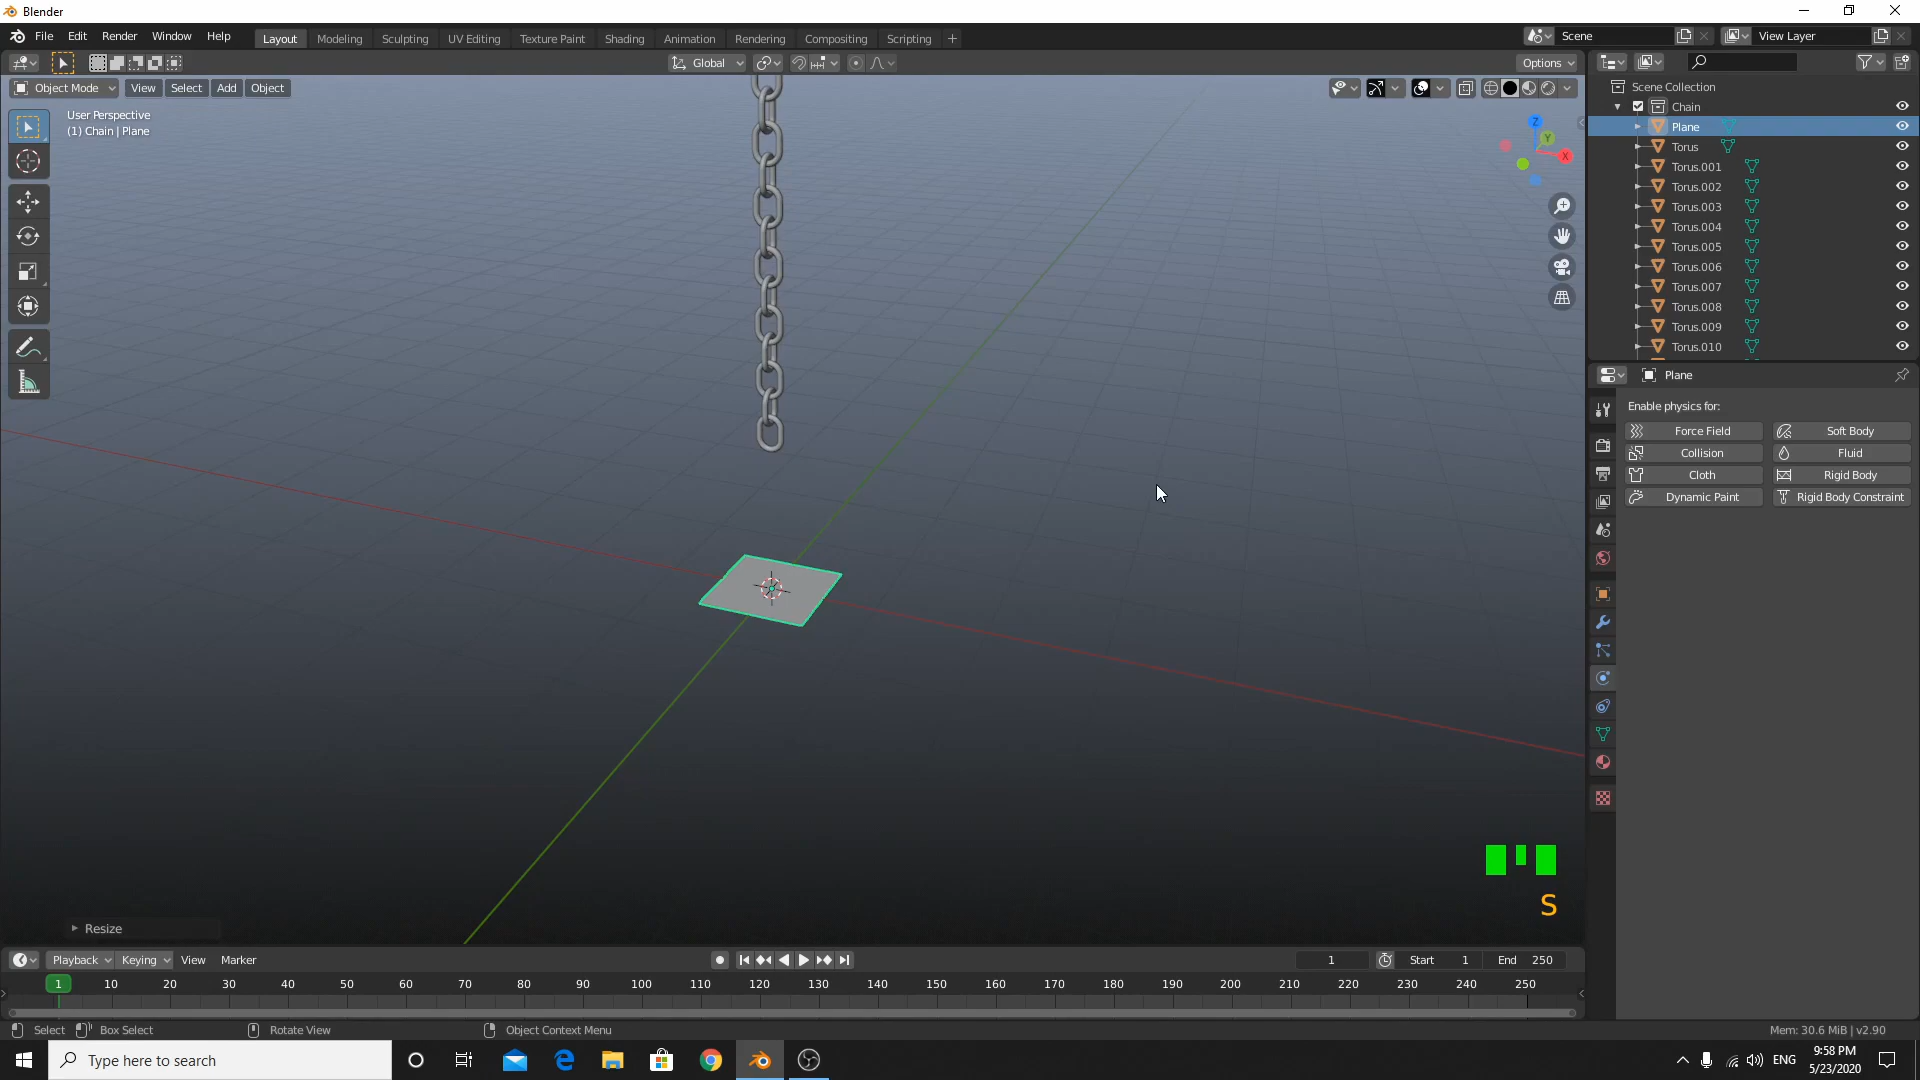 Blender
File Edit Render Window Help
Layout Modeling Sculpting UV Editing Texture Paint Shading Animation Rendering Compositing Scripting +
Scene
View Layer
Global
Options
Object Mode View Select Add Object
User Perspective
(1) Chain | Plane
Z
Y
X
Scene Collection
Chain
Plane
Torus
Torus.001
Torus.002
Torus.003
Torus.004
Torus.005
Torus.006
Torus.007
Torus.008
Torus.009
Torus.010
Plane
Enable physics for:
Force Field Soft Body
Collision Fluid
Cloth Rigid Body
Dynamic Paint Rigid Body Constraint
S
Resize
Playback Keying View Marker
1 Start 1 End 250
1 10 20 30 40 50 60 70 80 90 100 110 120 130 140 150 160 170 180 190 200 210 220 230 240 250
Select Box Select Rotate View Object Context Menu
Mem: 30.6 MiB | v2.90
Type here to search
ENG
9:58 PM
5/23/2020